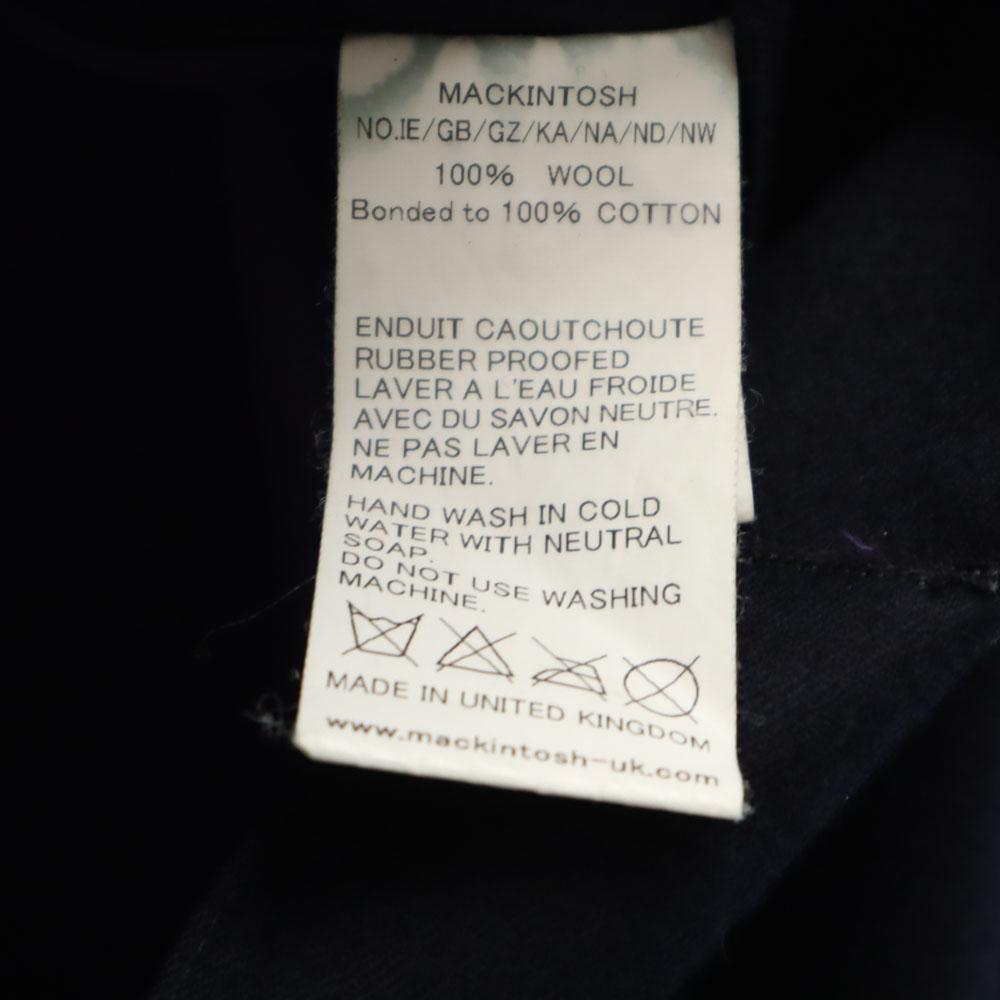 MACKINTOSH
NO.IE/GB/GZ/KA/NA/ND/NW
100% WOOL
Bonded to 100% COTTON
ENDUIT CAOUTCHOUTE
RUBBER PROOFED
LAVER A L'EAU FROIDE
AVEC DU SAVON NEUTRE.
NE PAS LAVER EN
MACHINE.
HAND WASH IN COLD
WATER WITH NEUTRAL
SOAP.
DO NOT USE WASHING
MACHINE.
MADE IN UNITED KINGDOM
www.mackintosh-uk.com